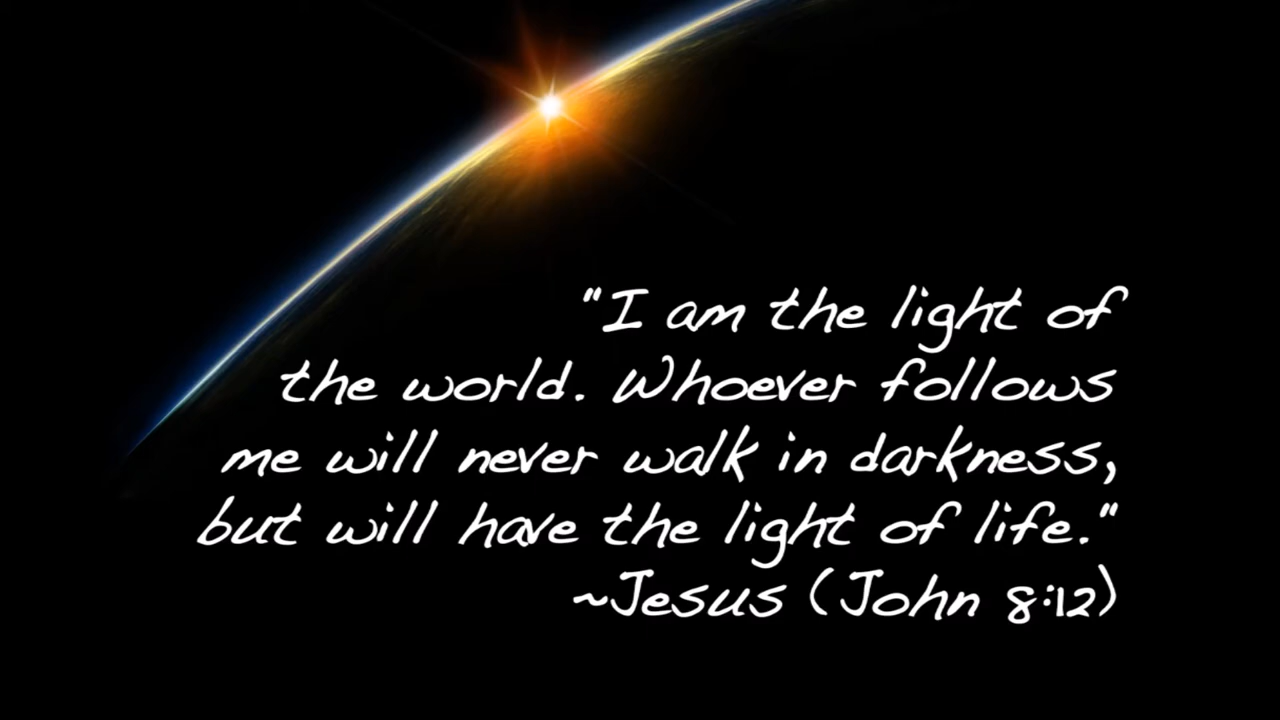 "I am the light of
the world. Whoever follows
me will never walk in darkness,
but will have the light of life."
~Jesus (John 8:12)